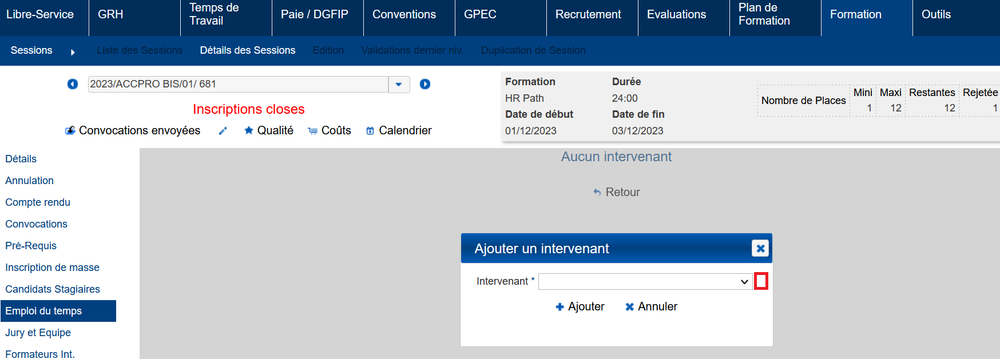 Libre-Service
GRH
Temps de
Travail
Paie / DGFIP
Conventions
GPEC
Recrutement
Evaluations
Plan de
Formation
Formation
Outils
Sessions
Liste des Sessions
Détails des Sessions
Edition
Validations dernier niv.
Duplication de Session
2023/ACCPRO BIS/01/ 681
Inscriptions closes
Convocations envoyées
Qualité
Coûts
Calendrier
Formation
Durée
HR Path
24:00
Date de début
Date de fin
01/12/2023
03/12/2023
Nombre de Places
Mini
Maxi
Restantes
Rejetée
1
12
12
1
Détails
Annulation
Compte rendu
Convocations
Pré-Requis
Inscription de masse
Candidats Stagiaires
Emploi du temps
Jury et Equipe
Formateurs Int.
Aucun intervenant
Retour
Ajouter un intervenant
Intervenant *
Ajouter
Annuler